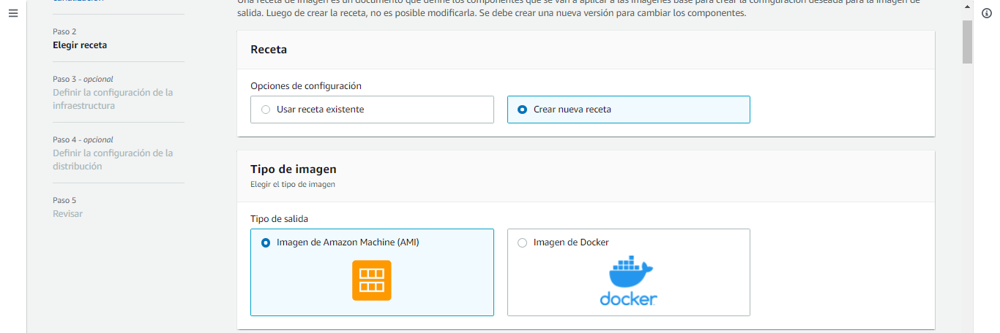 canalización
Una receta de imagen es un documento que define los componentes que se van a aplicar a las imágenes base para crear la configuración deseada para la imagen de
salida. Luego de crear la receta, no es posible modificarla. Se debe crear una nueva versión para cambiar los componentes.
Paso 2
Elegir receta
Paso 3 - opcional
Definir la configuración de la
infraestructura
Paso 4 - opcional
Definir la configuración de la
distribución
Paso 5
Revisar
Receta
Opciones de configuración
Usar receta existente
Crear nueva receta
Tipo de imagen
Elegir el tipo de imagen
Tipo de salida
Imagen de Amazon Machine (AMI)
Imagen de Docker
docker